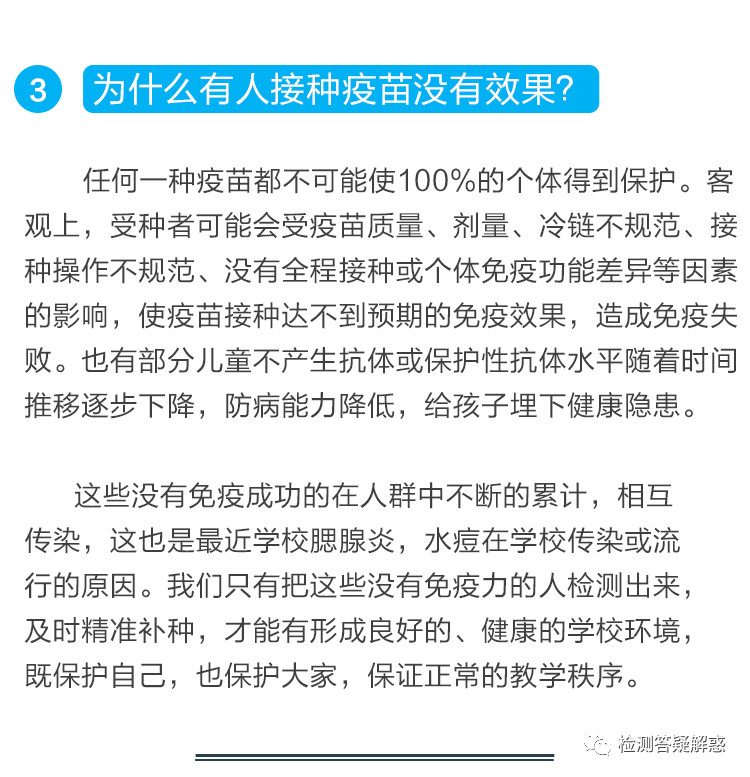 3 为什么有人接种疫苗没有效果？
任何一种疫苗都不可能使100%的个体得到保护。客
观上，受种者可能会受疫苗质量、剂量、冷链不规范、接
种操作不规范、没有全程接种或个体免疫功能差异等因素
的影响，使疫苗接种达不到预期的免疫效果，造成免疫失
败。也有部分儿童不产生抗体或保护性抗体水平随着时间
推移逐步下降，防病能力降低，给孩子埋下健康隐患。
这些没有免疫成功的在人群中不断的累计，相互
传染，这也是最近学校腮腺炎，水痘在学校传染或流
行的原因。我们只有把这些没有免疫力的人检测出来，
及时精准补种，才能有形成良好的、健康的学校环境，
既保护自己，也保护大家，保证正常的教学秩序。
检测答疑解惑